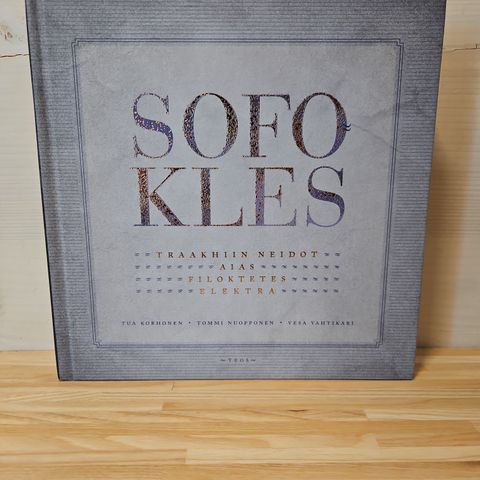 SOFO
KLES
TRAAKHIIN NEIDOT
AIAS
FILOKTETES
ELEKTRA
TUA KORHONEN • TOMMI NUOPPONEN • VESA VAHTIKARI
~TEOS~